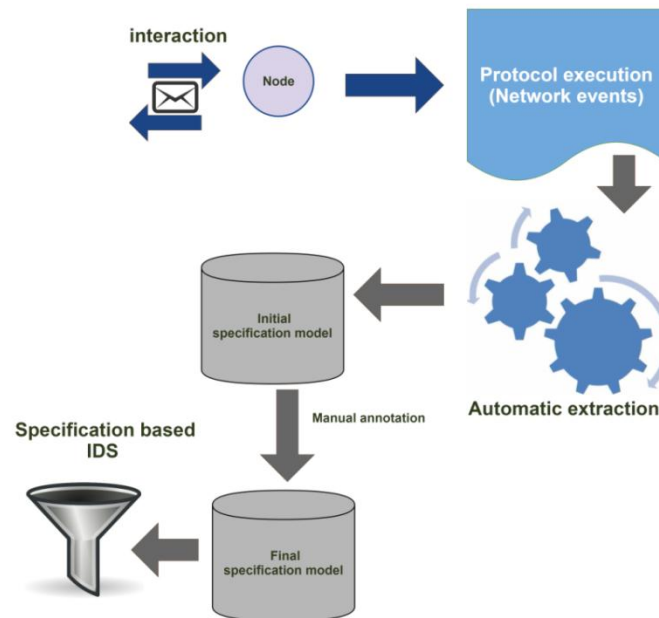 interaction
Node
Protocol execution
(Network events)
Initial
specification model
Automatic extraction
Manual annotation
Specification based
IDS
Final
specification model